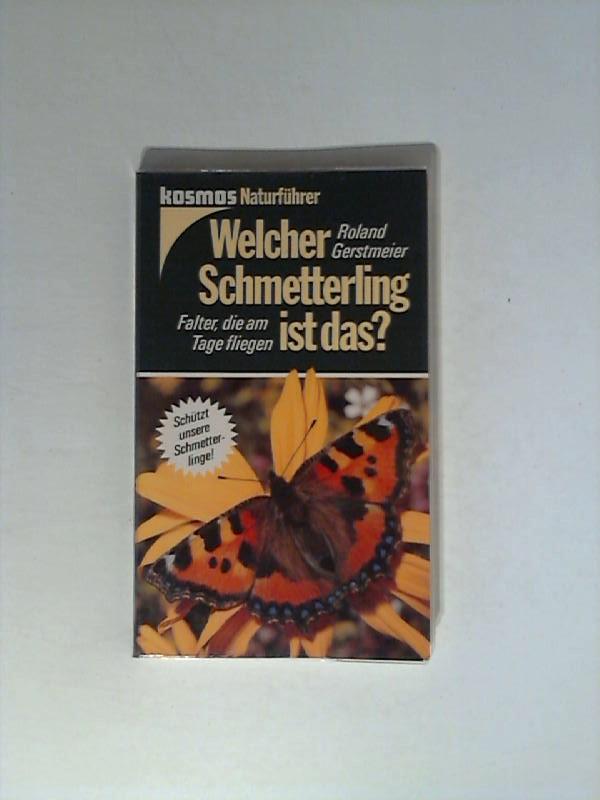 kosmos Naturführer
Welcher
Schmetterling
ist das?
Roland
Gerstmeier
Falter, die am
Tage fliegen
Schützt
unsere
Schmetter-
linge!